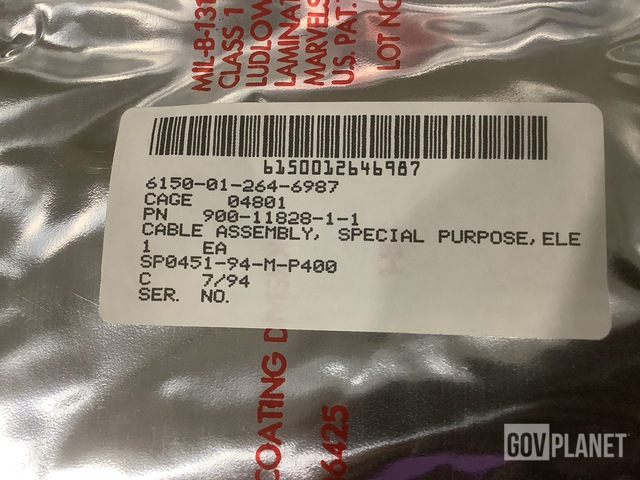 MIL-B-131
CLASS 1
LUDLOW
LAMINAT
MARVELS
U.S. PAT.
LOT NO
6150012646987
6150-01-264-6987
CAGE 04801
PN 900-11828-1-1
CABLE ASSEMBLY, SPECIAL PURPOSE, ELE
1 EA
SP0451-94-M-P400
C 7/94
SER. NO.
COATING D
6425
GOVPLANET